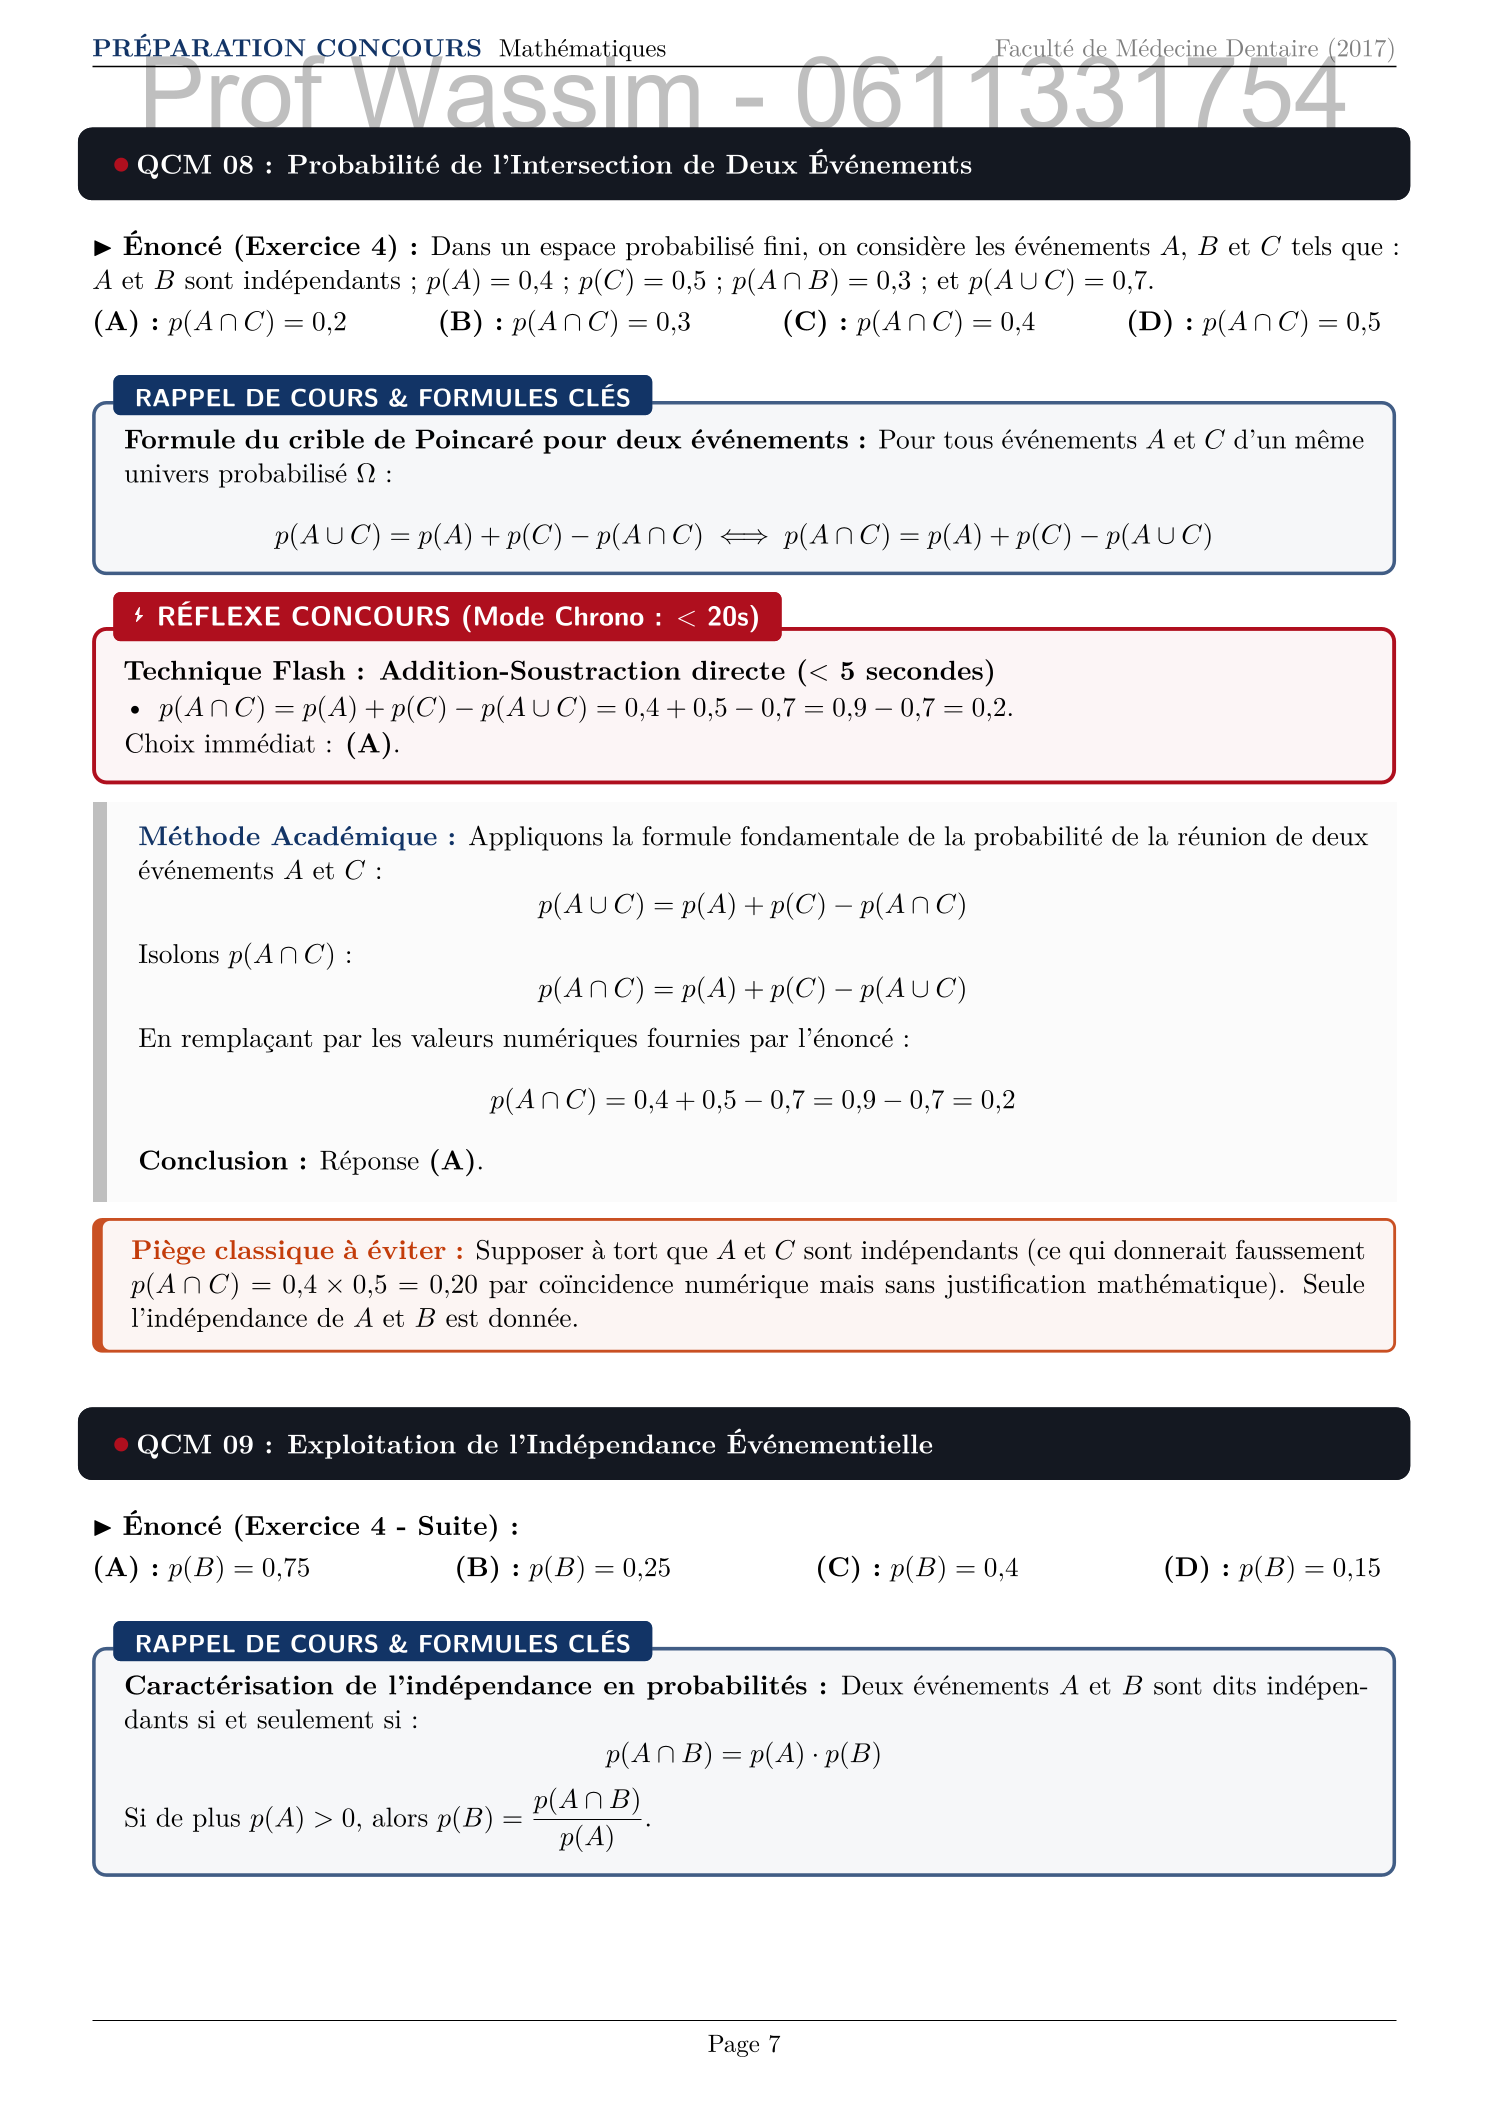 PRÉPARATION CONCOURS Mathématiques Faculté de Médecine Dentaire (2017)
Prof Wassim - 0611331754
QCM 08 : Probabilité de l'Intersection de Deux Événements
▶ Énoncé (Exercice 4) : Dans un espace probabilisé fini, on considère les événements A, B et C tels que :
A et B sont indépendants ; p(A) = 0,4 ; p(C) = 0,5 ; p(A ∩ B) = 0,3 ; et p(A ∪ C) = 0,7.
(A) : p(A ∩ C) = 0,2 (B) : p(A ∩ C) = 0,3 (C) : p(A ∩ C) = 0,4 (D) : p(A ∩ C) = 0,5
RAPPEL DE COURS & FORMULES CLÉS
Formule du crible de Poincaré pour deux événements : Pour tous événements A et C d'un même
univers probabilisé Ω :
p(A ∪ C) = p(A) + p(C) − p(A ∩ C) ⟺ p(A ∩ C) = p(A) + p(C) − p(A ∪ C)
RÉFLEXE CONCOURS (Mode Chrono : < 20s)
Technique Flash : Addition-Soustraction directe (< 5 secondes)
• p(A ∩ C) = p(A) + p(C) − p(A ∪ C) = 0,4 + 0,5 − 0,7 = 0,9 − 0,7 = 0,2.
Choix immédiat : (A).
Méthode Académique : Appliquons la formule fondamentale de la probabilité de la réunion de deux
événements A et C :
p(A ∪ C) = p(A) + p(C) − p(A ∩ C)
Isolons p(A ∩ C) :
p(A ∩ C) = p(A) + p(C) − p(A ∪ C)
En remplaçant par les valeurs numériques fournies par l'énoncé :
p(A ∩ C) = 0,4 + 0,5 − 0,7 = 0,9 − 0,7 = 0,2
Conclusion : Réponse (A).
Piège classique à éviter : Supposer à tort que A et C sont indépendants (ce qui donnerait faussement
p(A ∩ C) = 0,4 × 0,5 = 0,20 par coïncidence numérique mais sans justification mathématique). Seule
l'indépendance de A et B est donnée.
QCM 09 : Exploitation de l'Indépendance Événementielle
▶ Énoncé (Exercice 4 - Suite) :
(A) : p(B) = 0,75 (B) : p(B) = 0,25 (C) : p(B) = 0,4 (D) : p(B) = 0,15
RAPPEL DE COURS & FORMULES CLÉS
Caractérisation de l'indépendance en probabilités : Deux événements A et B sont dits indépen-
dants si et seulement si :
p(A ∩ B) = p(A) · p(B)
Si de plus p(A) > 0, alors p(B) = p(A ∩ B) / p(A).
Page 7